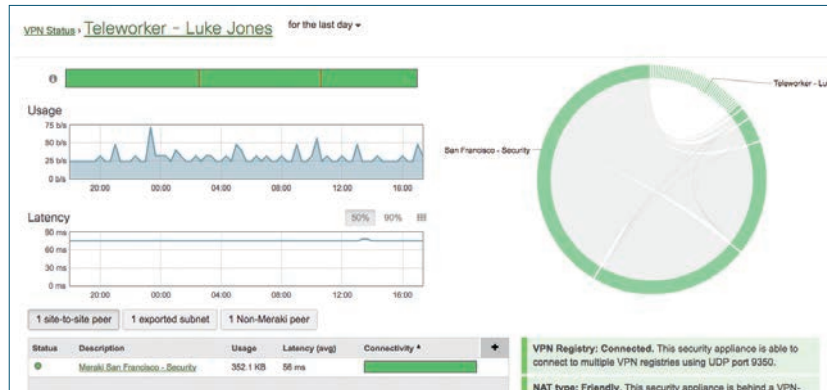 VPN Status › Teleworker - Luke Jones for the last day
Usage
75 b/s
50 b/s
25 b/s
0 b/s
20:00 00:00 04:00 08:00 12:00 16:00
Latency
50% 90%
90 ms
60 ms
30 ms
0 ms
20:00 00:00 04:00 08:00 12:00 16:00
Teleworker - Lu
San Francisco - Security
1 site-to-site peer 1 exported subnet 1 Non-Meraki peer
Status Description Usage Latency (avg) Connectivity +
Meraki San Francisco - Security 352.1 KB 56 ms
VPN Registry: Connected. This security appliance is able to
connect to multiple VPN registries using UDP port 9350.
NAT type: Friendly. This security appliance is behind a VPN-